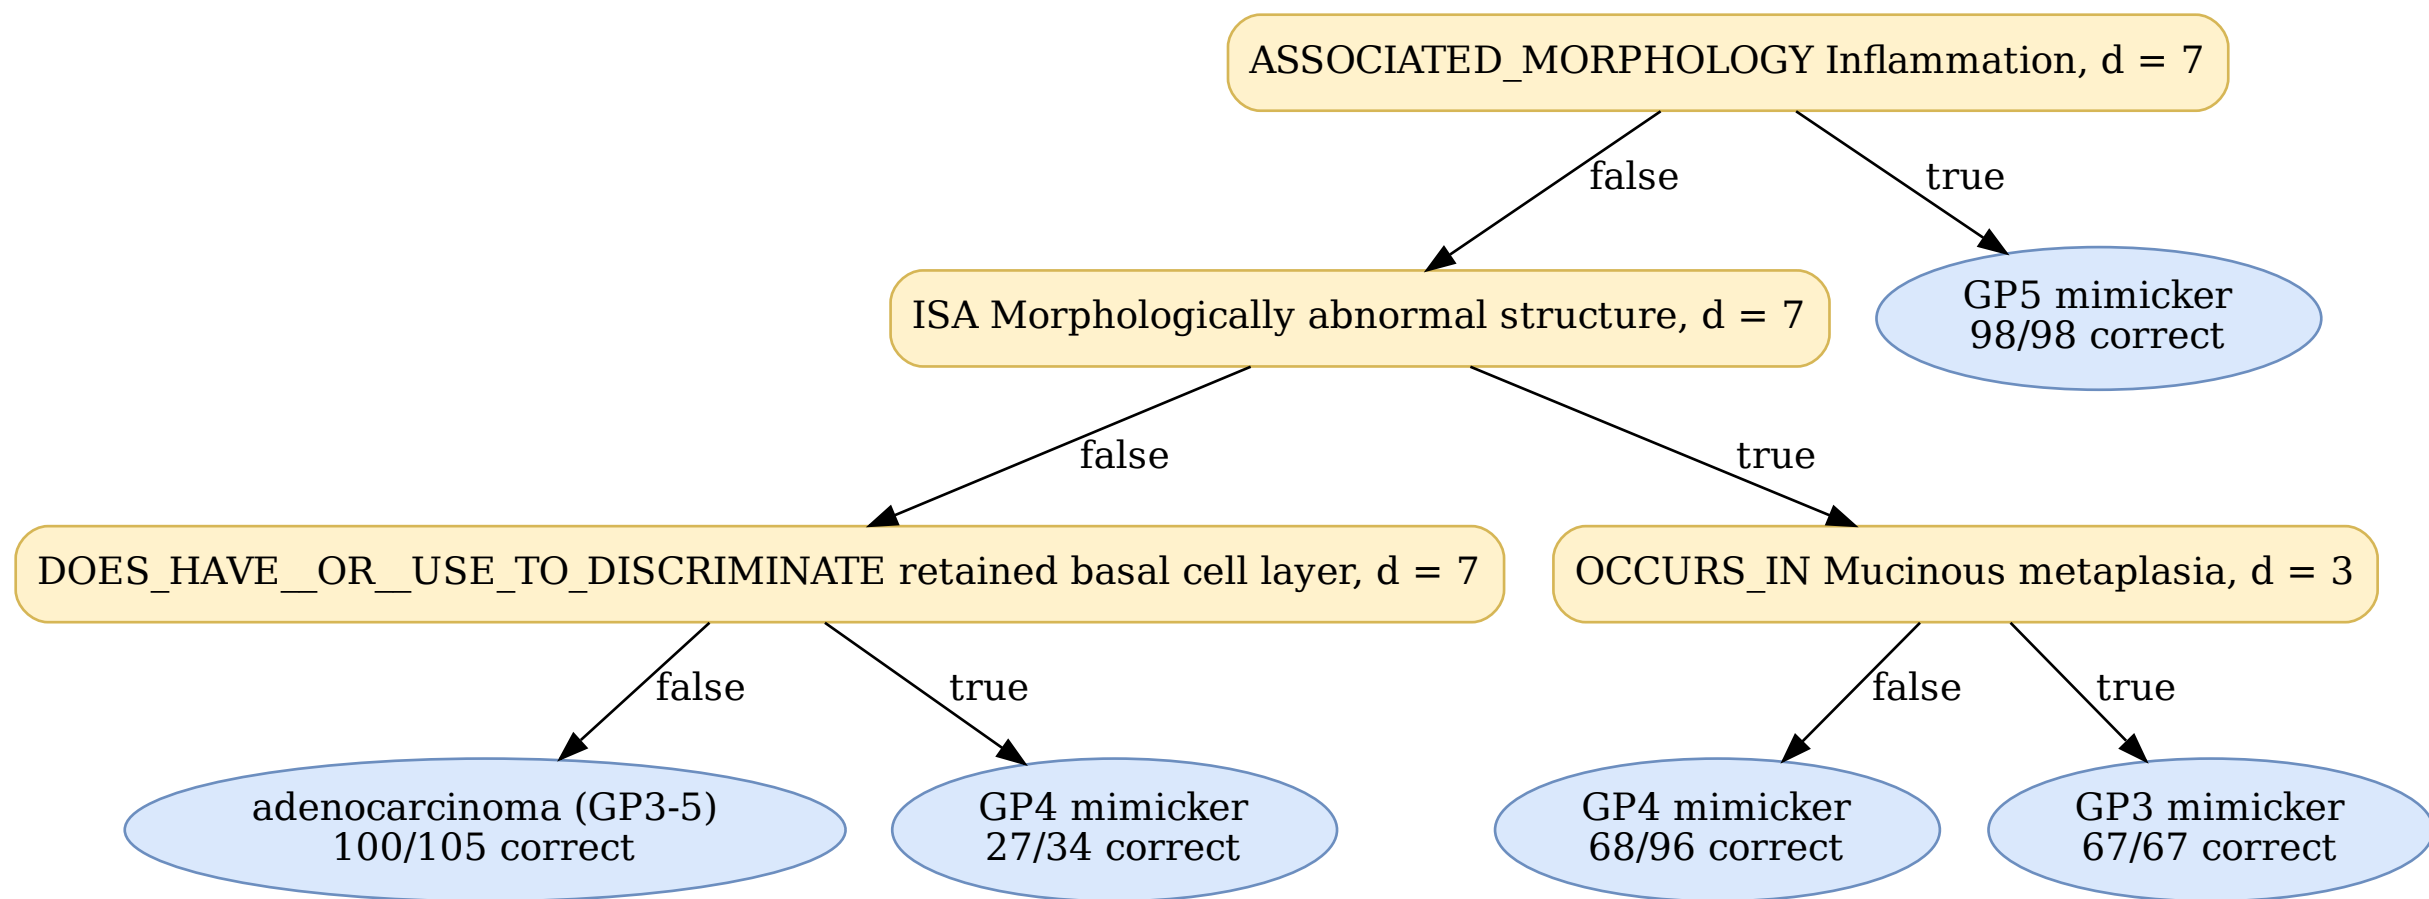 ASSOCIATED_MORPHOLOGY Inflammation, d = 7
false
true
ISA Morphologically abnormal structure, d = 7
GP5 mimicker
98/98 correct
false
true
DOES_HAVE__OR__USE_TO_DISCRIMINATE retained basal cell layer, d = 7
OCCURS_IN Mucinous metaplasia, d = 3
false
true
false
true
adenocarcinoma (GP3-5)
100/105 correct
GP4 mimicker
27/34 correct
GP4 mimicker
68/96 correct
GP3 mimicker
67/67 correct